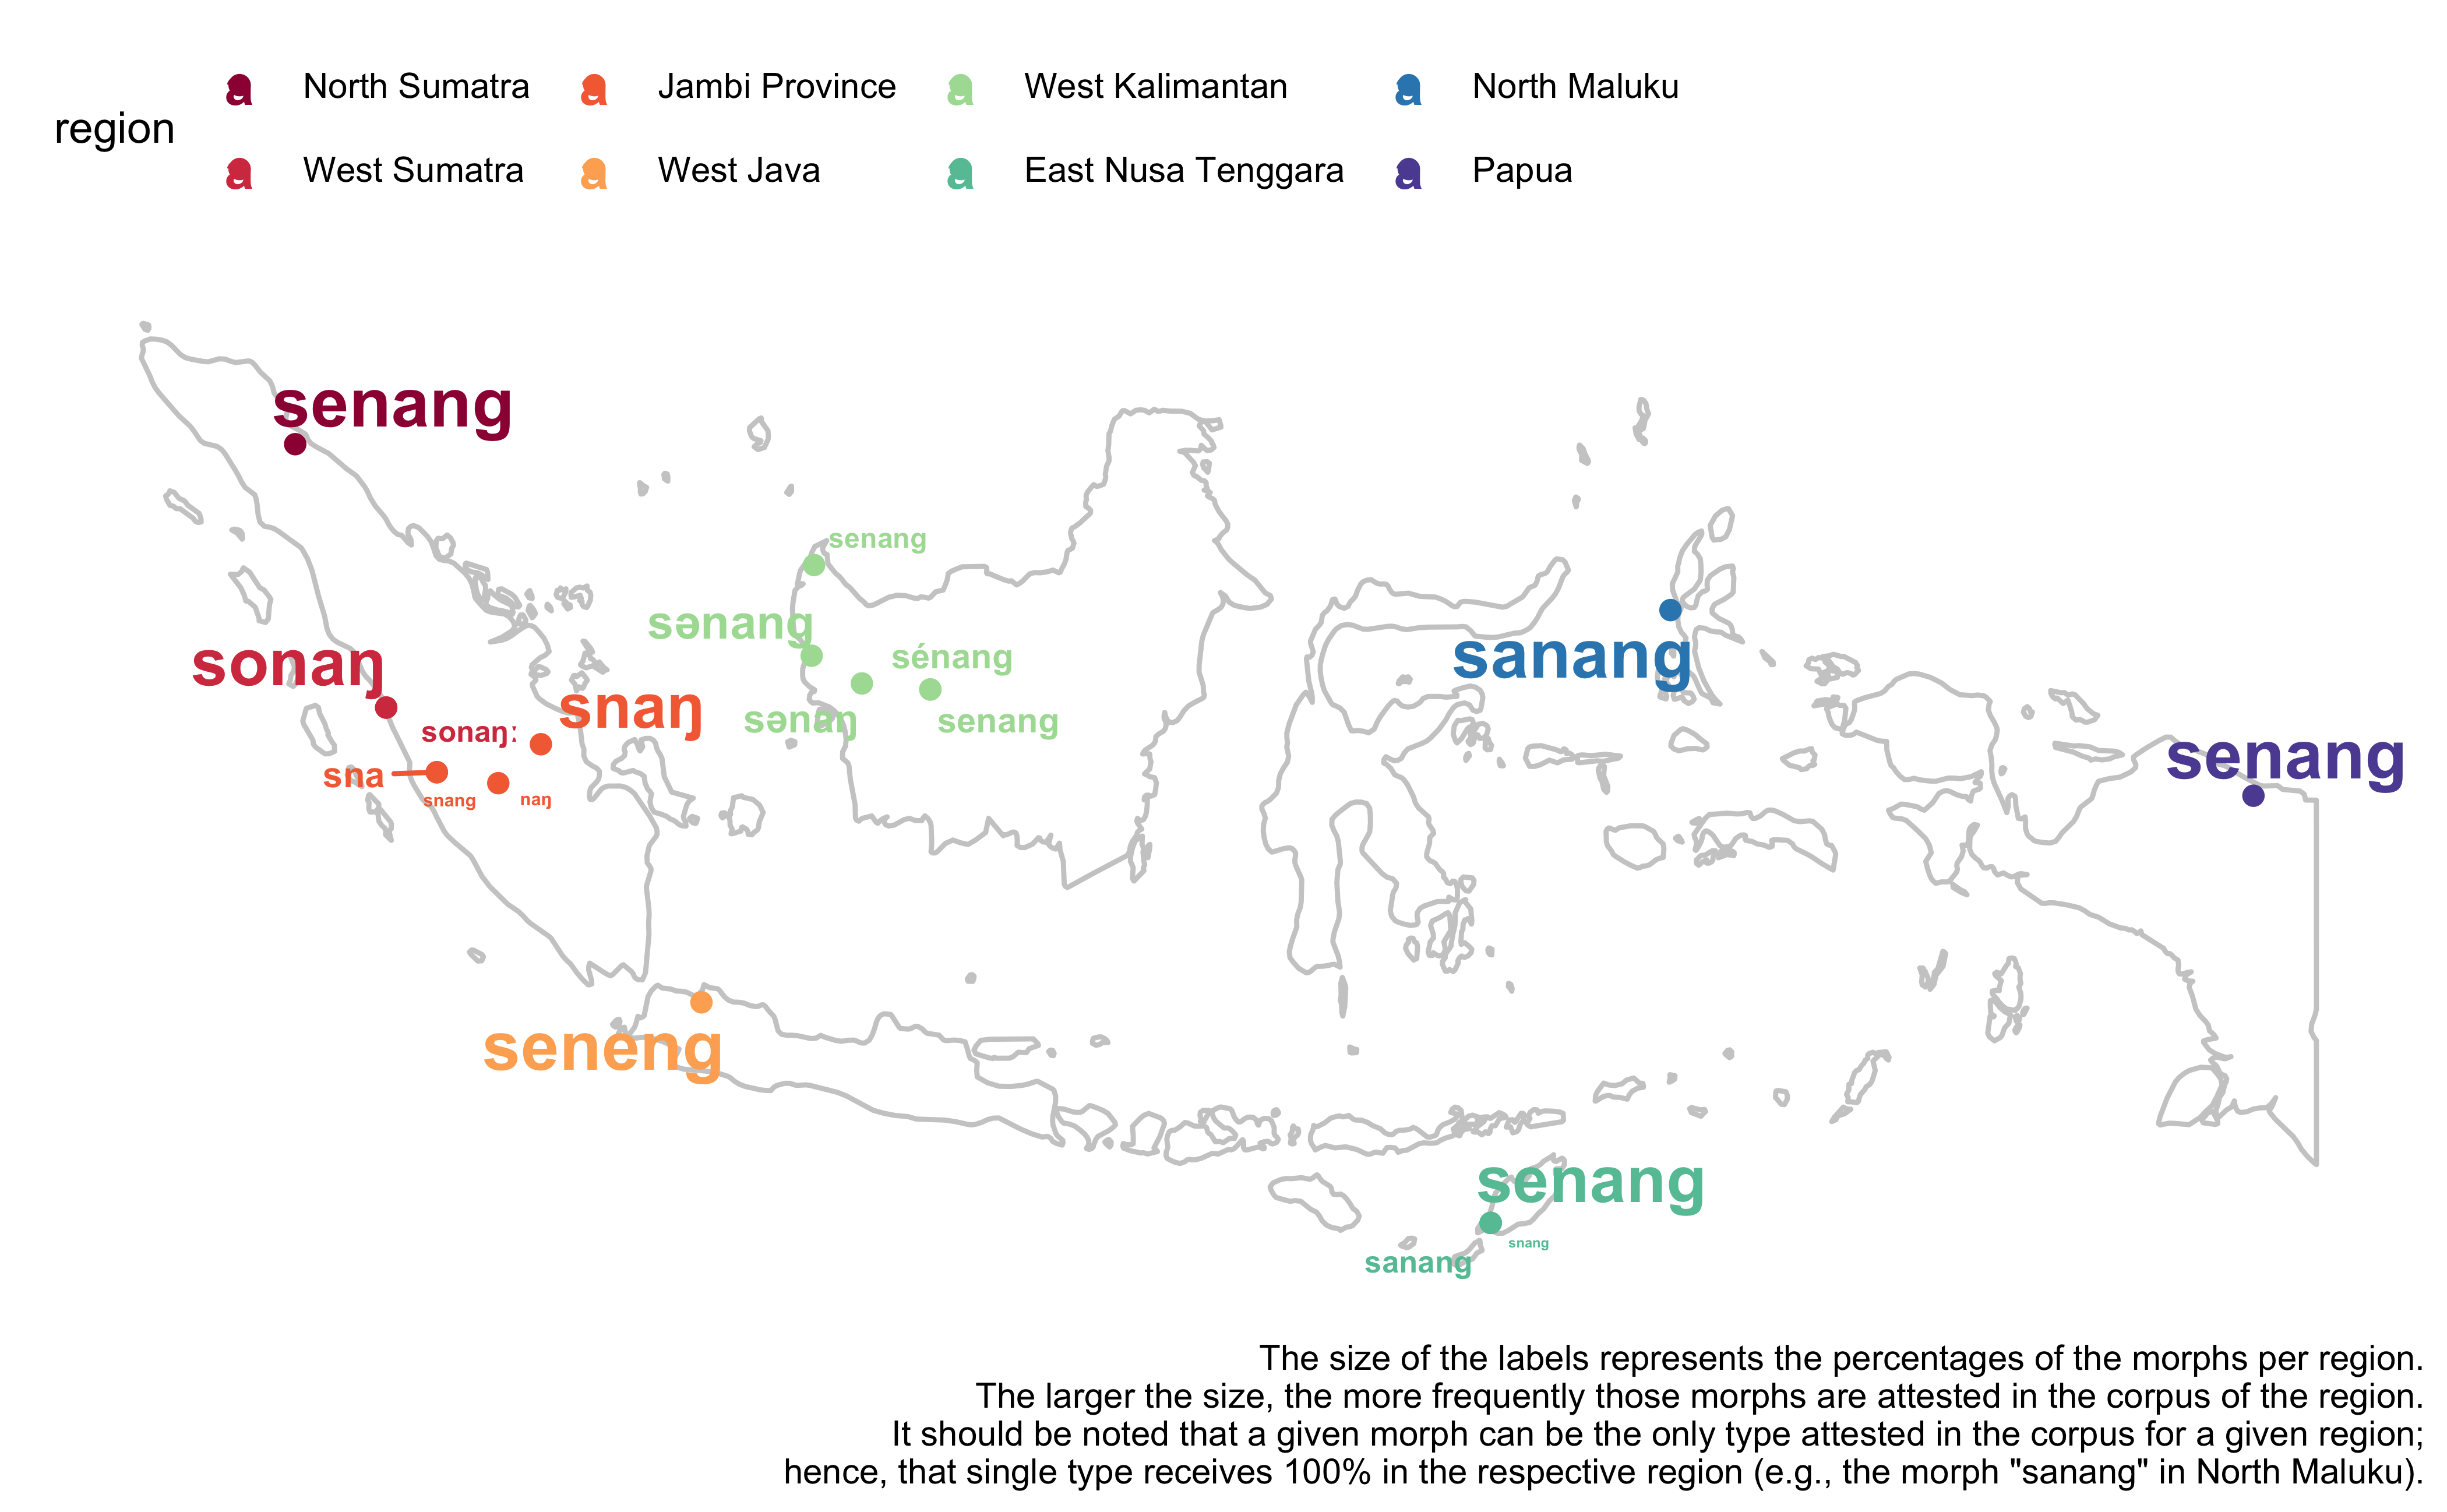 North Sumatra
Jambi Province
West Kalimantan
North Maluku
region
West Sumatra
West Java
East Nusa Tenggara
Papua
senang
senang
sənang
sonaŋ
sénang
sanang
snaŋ
sənaŋ
senang
sonaŋː
sna
snang
naŋ
senang
seneng
senang
snang
sanang
The size of the labels represents the percentages of the morphs per region.
The larger the size, the more frequently those morphs are attested in the corpus of the region.
It should be noted that a given morph can be the only type attested in the corpus for a given region;
hence, that single type receives 100% in the respective region (e.g., the morph "sanang" in North Maluku).